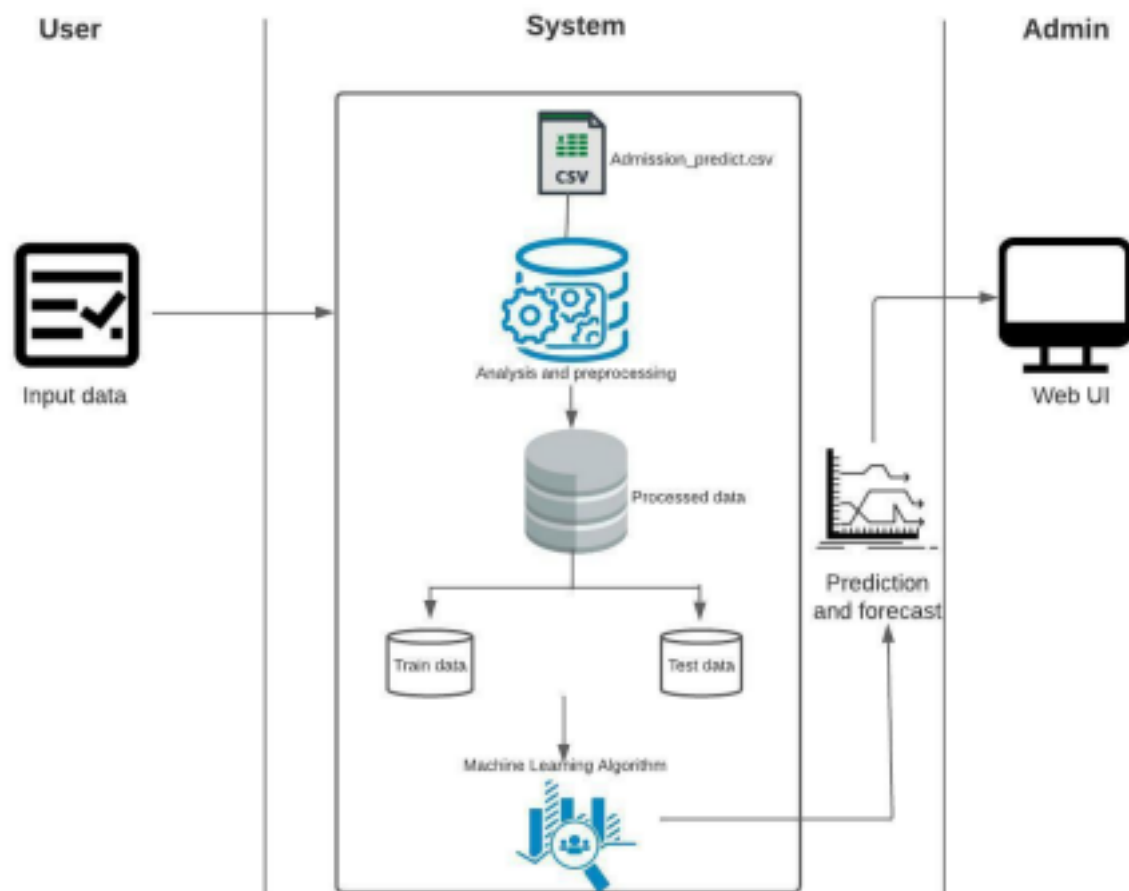 User
System
Admin
CSV
Admission_predict.csv
Input data
Analysis and preprocessing
Web UI
Processed data
Prediction
and forecast
Train data
Test data
Machine Learning Algorithm